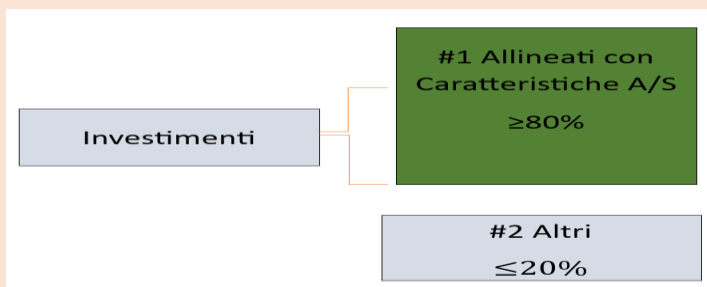 Investimenti
#1 Allineati con
Caratteristiche A/S
≥80%
#2 Altri
≤20%